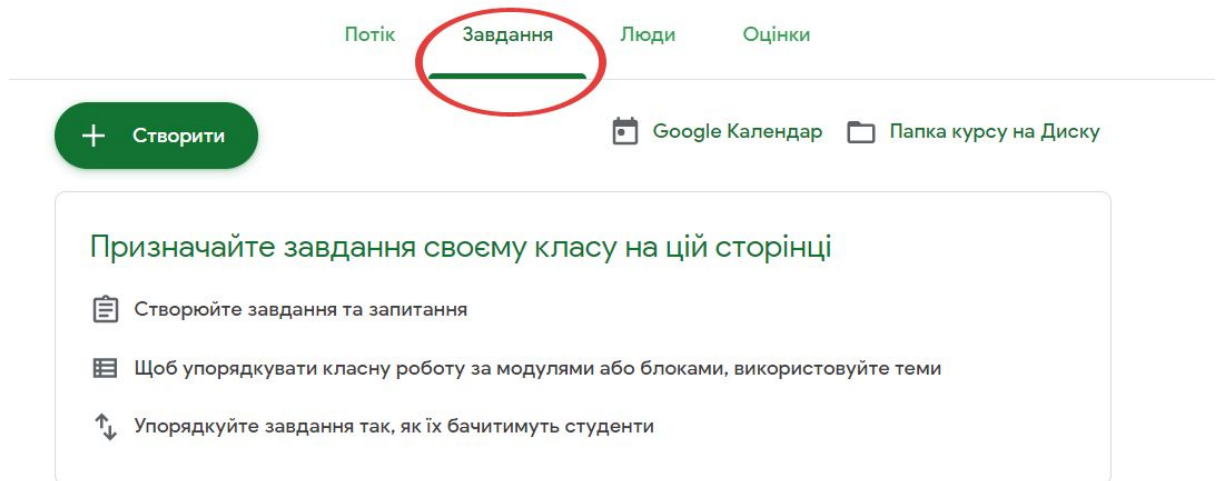 Потік Завдання Люди Оцінки
+ Створити Google Календар Папка курсу на Диску
Призначайте завдання своєму класу на цій сторінці
Створюйте завдання та запитання
Щоб упорядкувати класну роботу за модулями або блоками, використовуйте теми
Упорядкуйте завдання так, як їх бачитимуть студенти